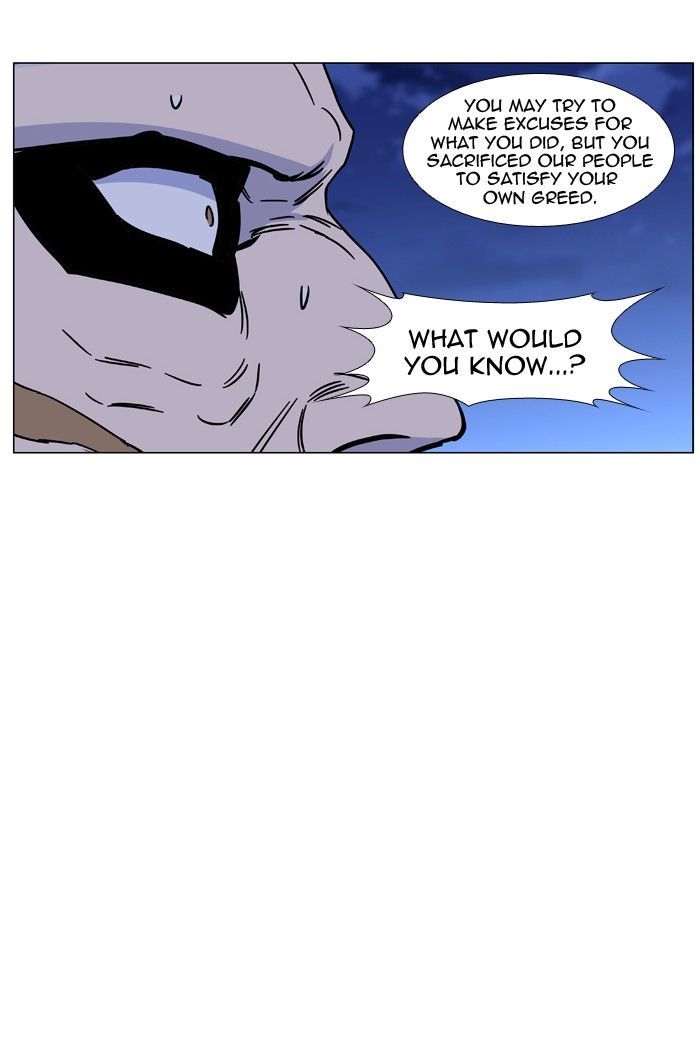 YOU MAY TRY TO
MAKE EXCUSES FOR
WHAT YOU DID, BUT YOU
SACRIFICED OUR PEOPLE
TO SATISFY YOUR
OWN GREED.
WHAT WOULD
YOU KNOW...?